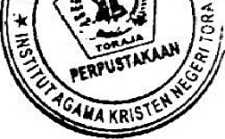 TORAJA
PERPUSTAKAAN
★ INSTITUT AGAMA KRISTEN NEGERI TORA